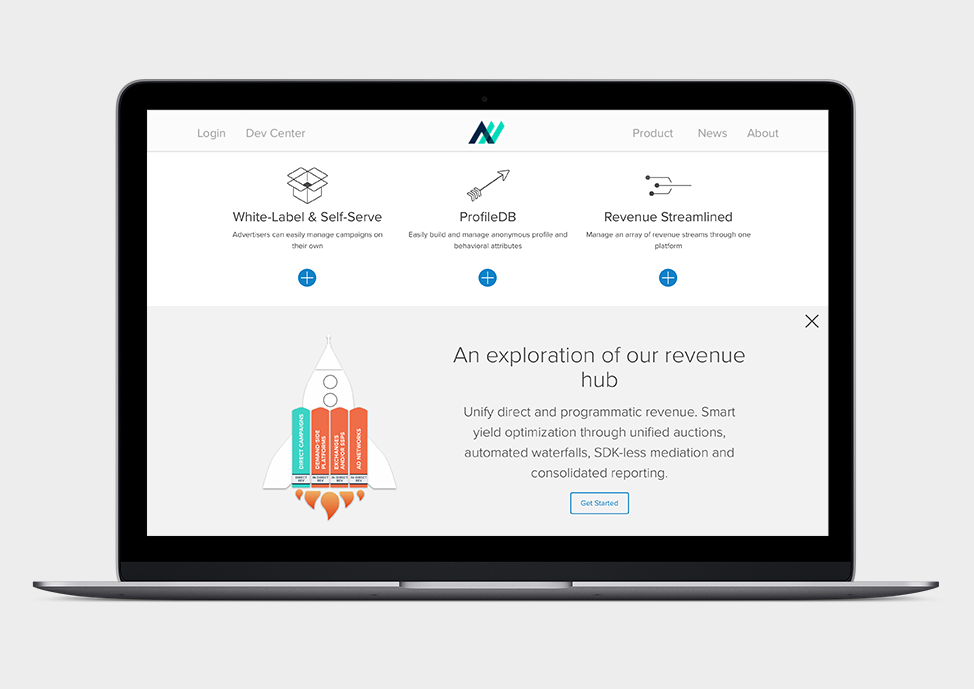 Login Dev Center Product News About
White-Label & Self-Serve
Advertisers can easily manage campaigns on
their own
ProfileDB
Easily build and manage anonymous profile and
behavioral attributes
Revenue Streamlined
Manage an array of revenue streams through one
platform
An exploration of our revenue
hub
Unify direct and programmatic revenue. Smart
yield optimization through unified auctions,
automated waterfalls, SDK-less mediation and
consolidated reporting.
Get Started
DIRECT CAMPAIGNS
DEMAND-SIDE
PLATFORMS
EXCHANGES
AND/OR SSPS
AD NETWORKS
DIRECT
REV
DIRECT
REV
DIRECT
REV
DIRECT
REV